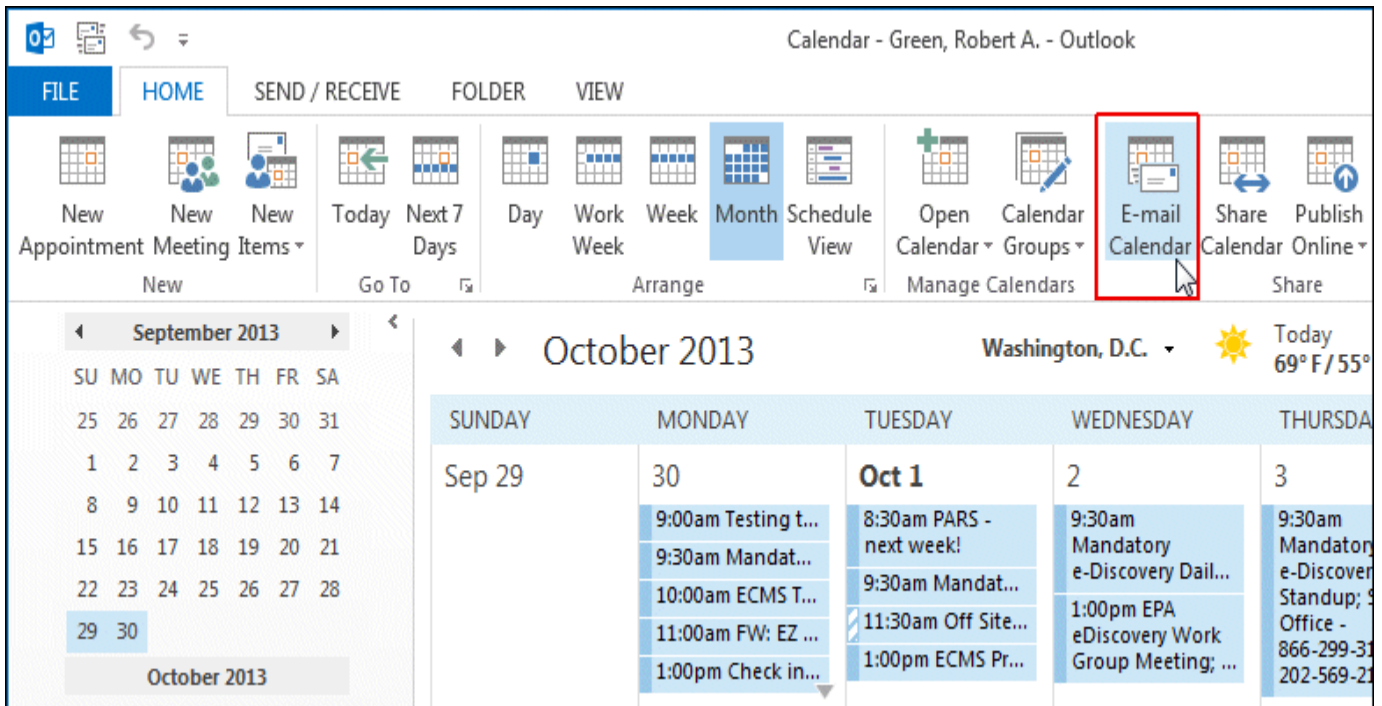 Calendar - Green, Robert A. - Outlook
FILE HOME SEND / RECEIVE FOLDER VIEW
New Appointment
New Meeting
New Items
Today
Next 7 Days
Day
Work Week
Week
Month
Schedule View
Open Calendar
Calendar Groups
E-mail Calendar
Share Calendar
Publish Online
New
Go To
Arrange
Manage Calendars
Share
September 2013
SU MO TU WE TH FR SA
25 26 27 28 29 30 31
1 2 3 4 5 6 7
8 9 10 11 12 13 14
15 16 17 18 19 20 21
22 23 24 25 26 27 28
29 30
October 2013
October 2013
Washington, D.C.
Today
69° F / 55°
SUNDAY MONDAY TUESDAY WEDNESDAY THURSDA
Sep 29
30
9:00am Testing t...
9:30am Mandat...
10:00am ECMS T...
11:00am FW: EZ ...
1:00pm Check in...
Oct 1
8:30am PARS -
next week!
9:30am Mandat...
11:30am Off Site...
1:00pm ECMS Pr...
2
9:30am
Mandatory
e-Discovery Dail...
1:00pm EPA
eDiscovery Work
Group Meeting; ...
3
9:30am
Mandatory
e-Discover
Standup; S
Office -
866-299-31
202-569-21